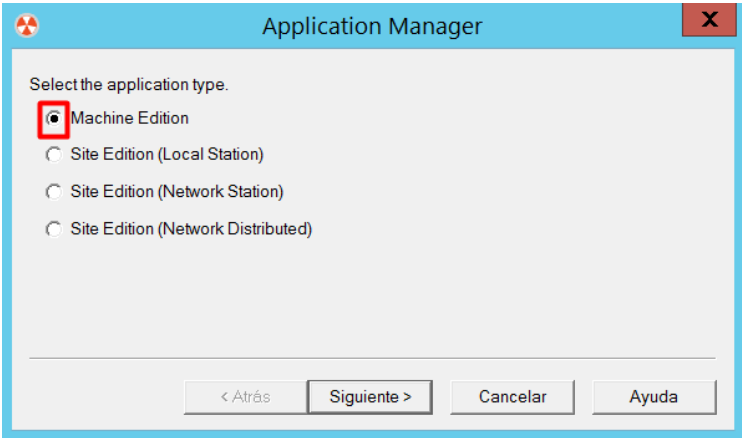 Application Manager
X
Select the application type.
Machine Edition
Site Edition (Local Station)
Site Edition (Network Station)
Site Edition (Network Distributed)
< Atrás Siguiente > Cancelar Ayuda